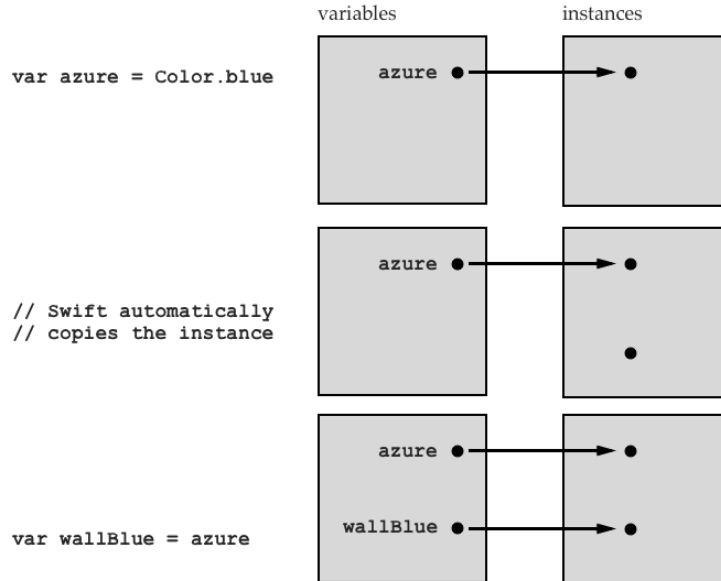 variables instances
var azure = Color.blue azure
azure
// Swift automatically
// copies the instance
azure
wallBlue
var wallBlue = azure